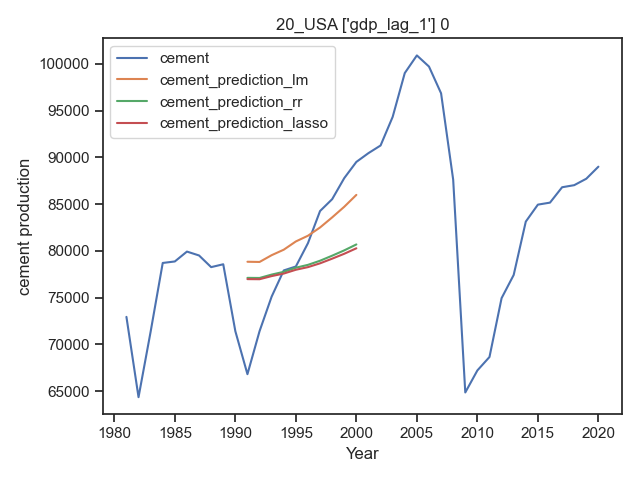 20_USA ['gdp_lag_1'] 0
cement
cement_prediction_lm
cement_prediction_rr
cement_prediction_lasso
cement production
100000
95000
90000
85000
80000
75000
70000
65000
1980 1985 1990 1995 2000 2005 2010 2015 2020
Year